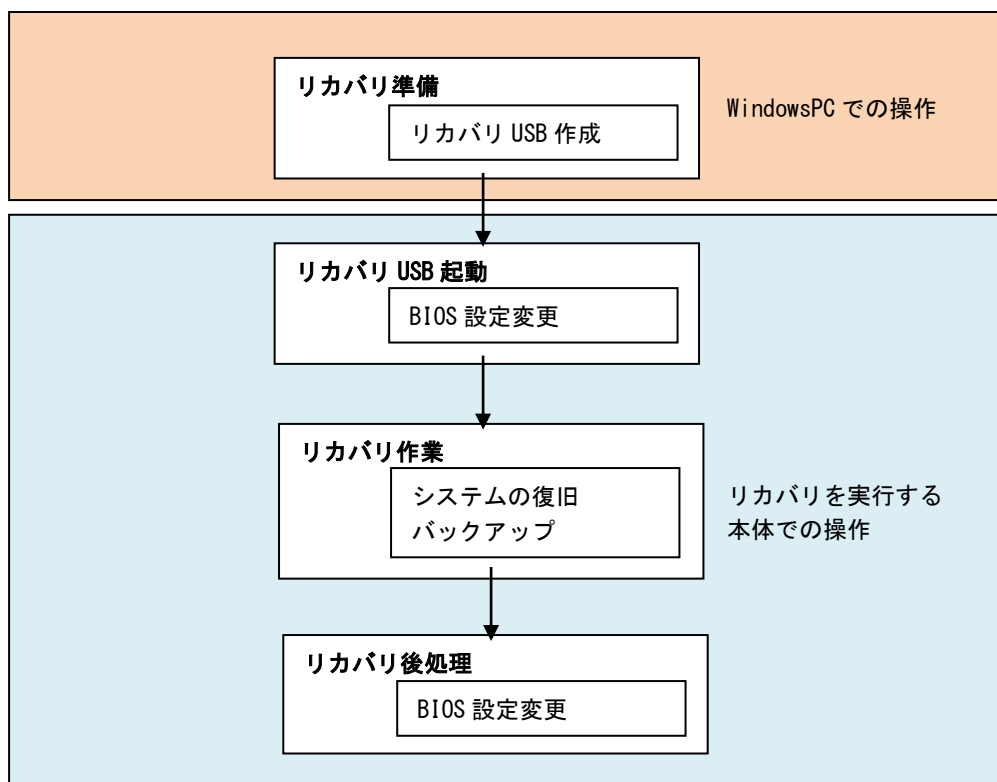 リカバリ準備
リカバリ USB 作成
WindowsPC での操作
リカバリ USB 起動
BIOS 設定変更
リカバリ作業
システムの復旧
バックアップ
リカバリを実行する
本体での操作
リカバリ後処理
BIOS 設定変更